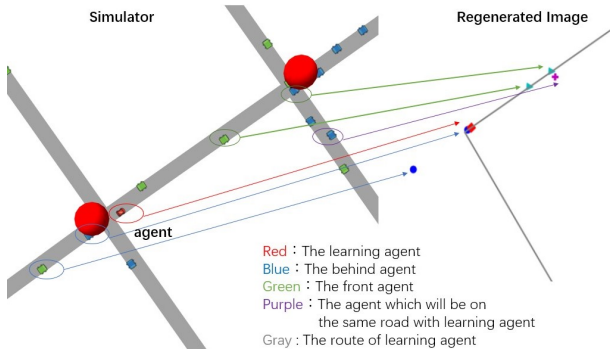 Simulator
Regenerated Image
agent
Red：The learning agent
Blue：The behind agent
Green：The front agent
Purple：The agent which will be on
the same road with learning agent
Gray : The route of learning agent